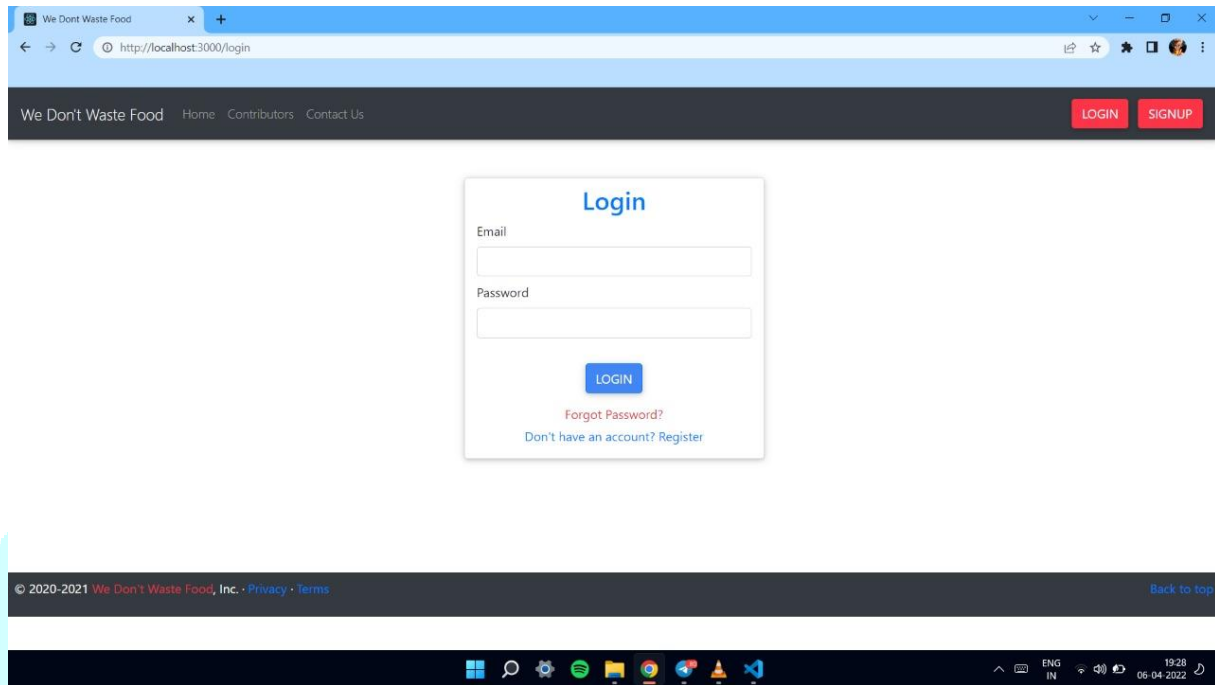 We Dont Waste Food
http://localhost:3000/login
We Don't Waste Food Home Contributors Contact Us LOGIN SIGNUP
Login
Email
Password
LOGIN
Forgot Password?
Don't have an account? Register
© 2020-2021 We Don't Waste Food, Inc. · Privacy · Terms Back to top
ENG 19:28
IN 06-04-2022